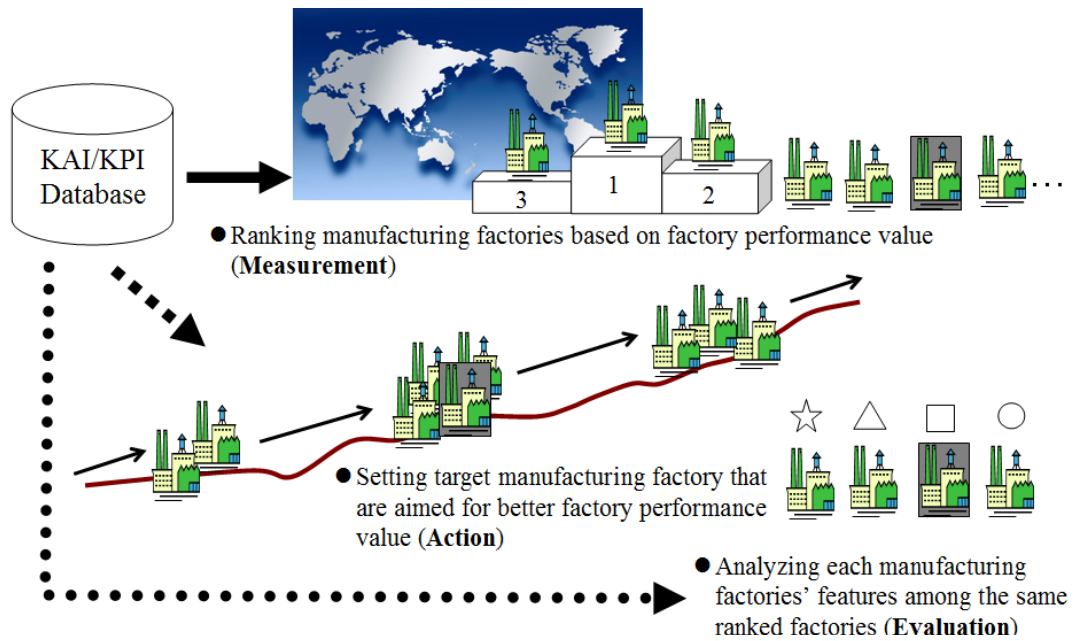 KAI/KPI
Database
1
2
3
...
● Ranking manufacturing factories based on factory performance value
(Measurement)
● Setting target manufacturing factory that
are aimed for better factory performance
value (Action)
● Analyzing each manufacturing
factories' features among the same
ranked factories (Evaluation)